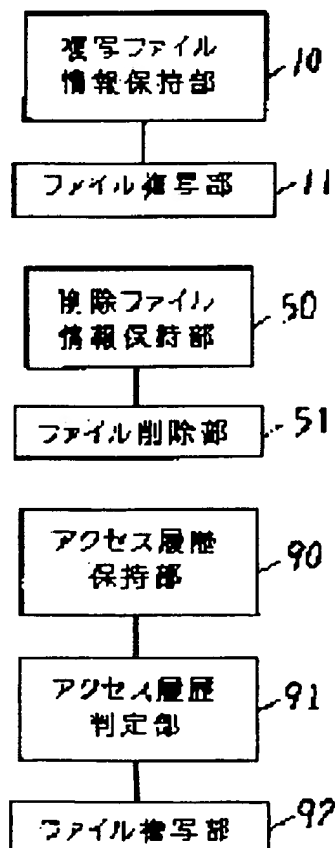 複写ファイル
情報保持部
10
ファイル複写部
11
削除ファイル
情報保持部
50
ファイル削除部
51
アクセス履歴
保持部
90
アクセス履歴
判定部
91
ファイル複写部
92